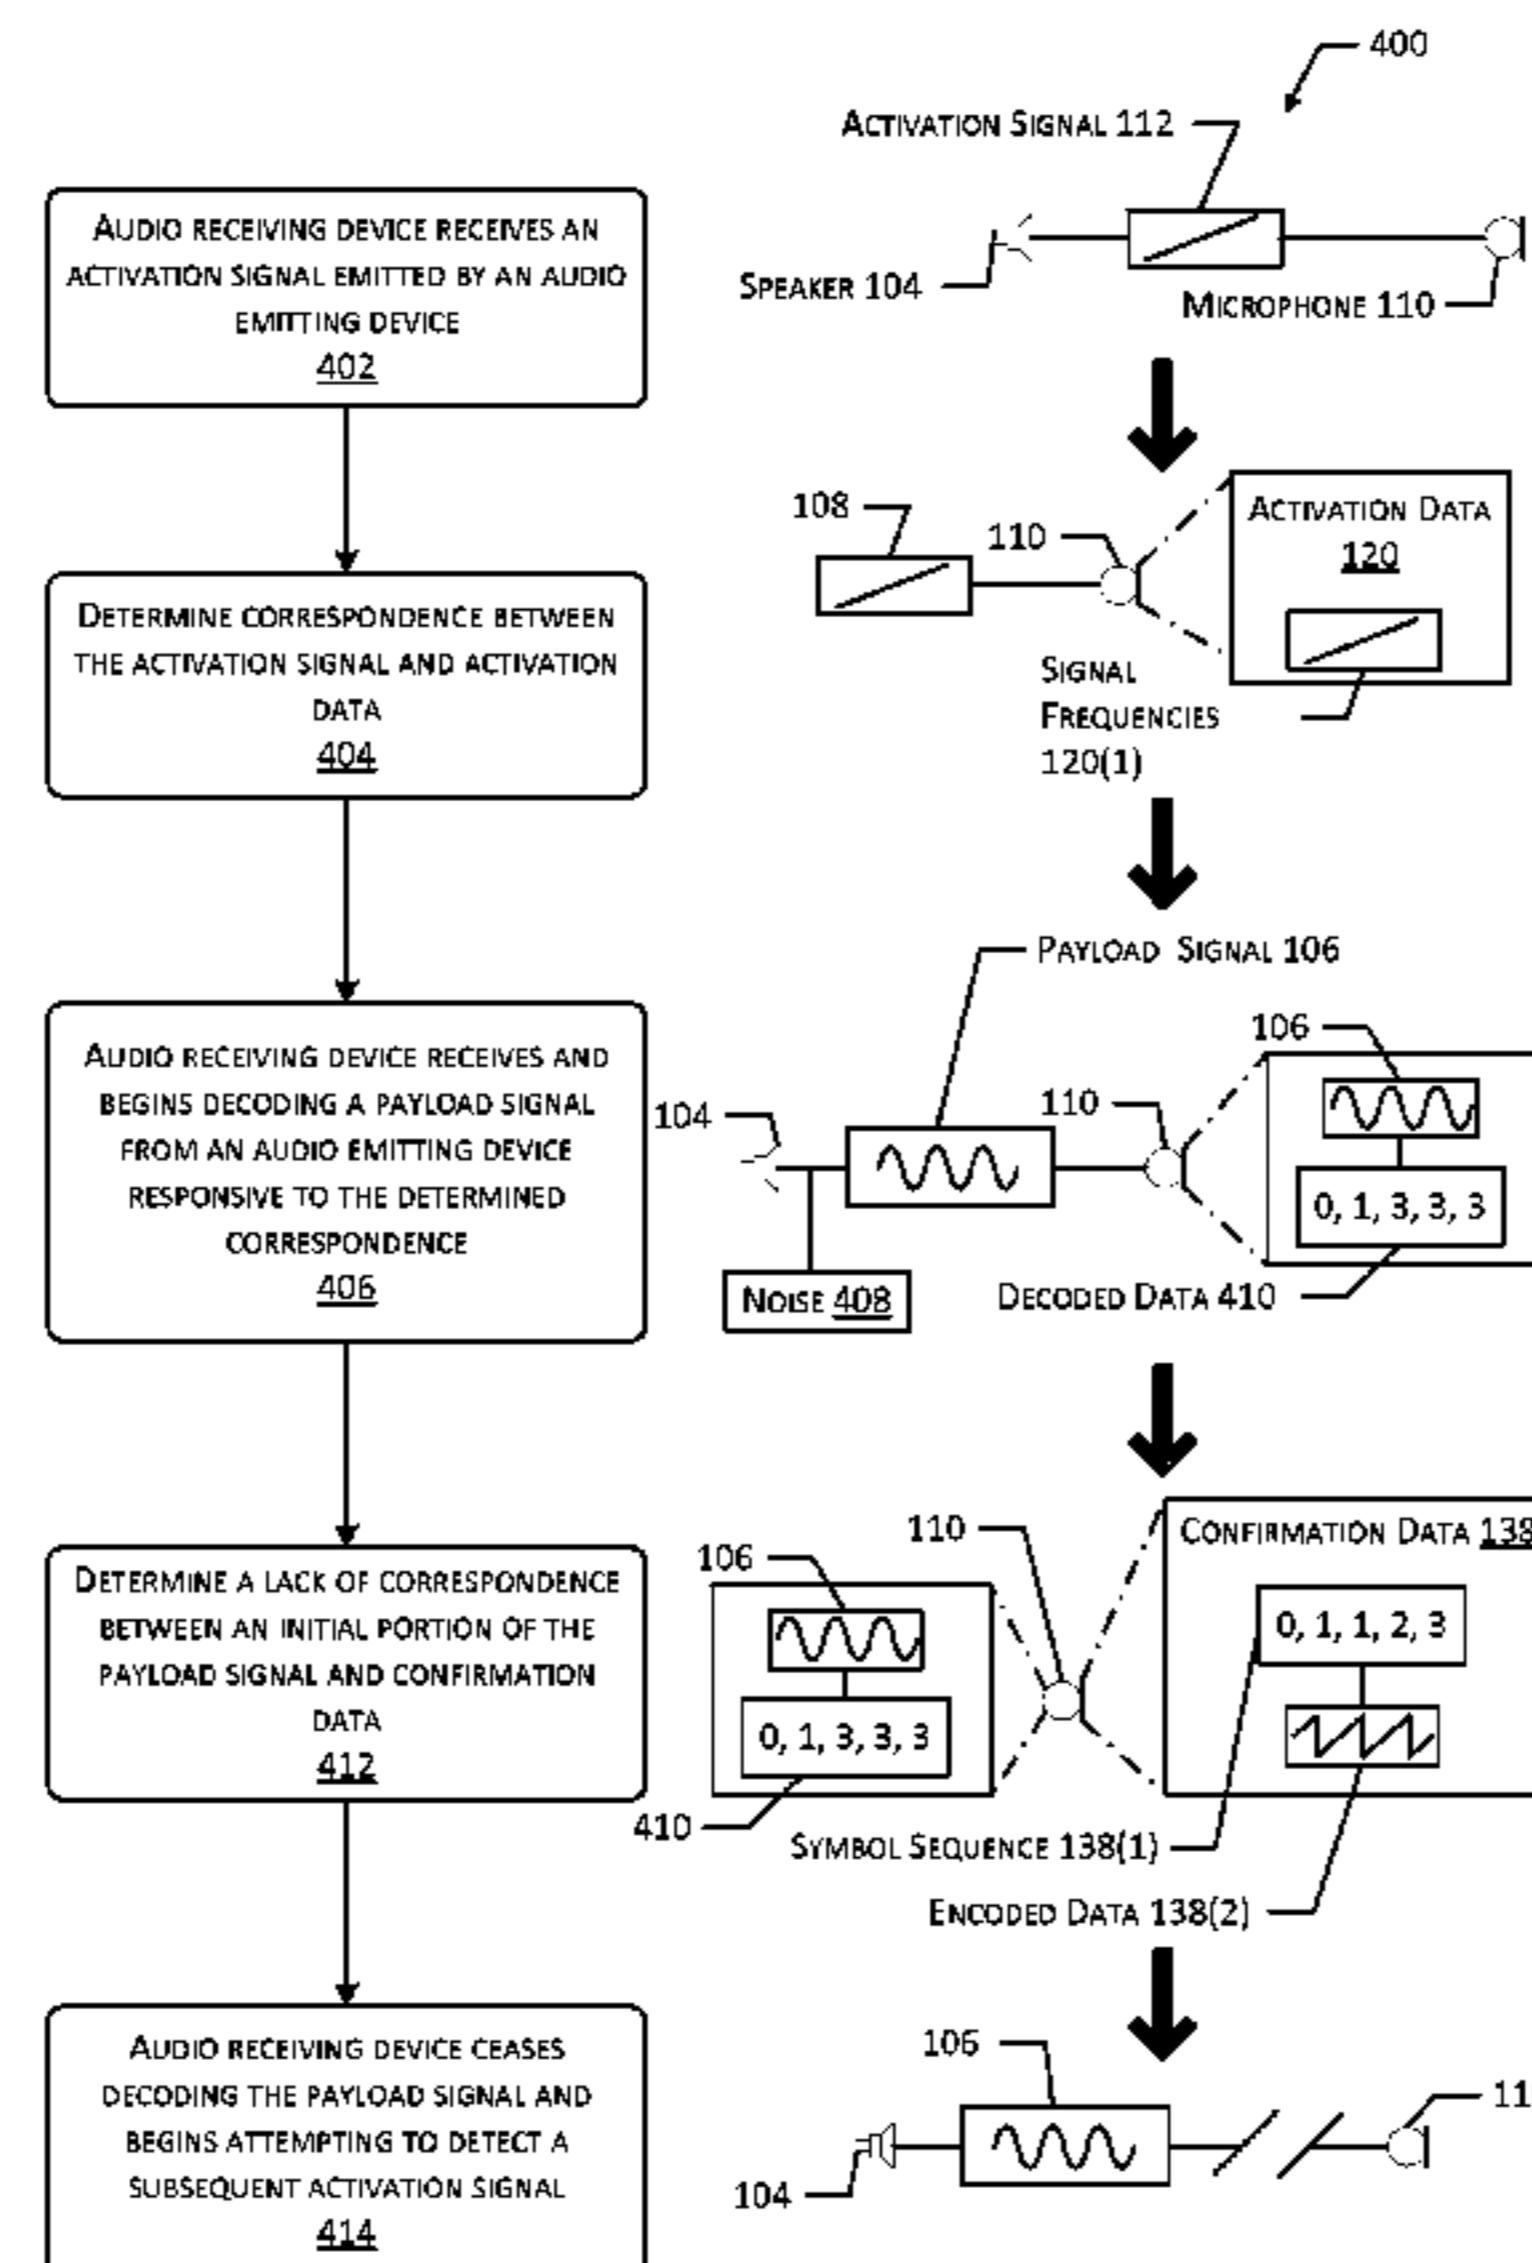 400
ACTIVATION SIGNAL 112
SPEAKER 104
MICROPHONE 110
AUDIO RECEIVING DEVICE RECEIVES AN
ACTIVATION SIGNAL EMITTED BY AN AUDIO
EMITTING DEVICE
402
108
110
ACTIVATION DATA
120
SIGNAL
FREQUENCIES
120(1)
DETERMINE CORRESPONDENCE BETWEEN
THE ACTIVATION SIGNAL AND ACTIVATION
DATA
404
PAYLOAD SIGNAL 106
106
104
110
0, 1, 3, 3, 3
NOISE 408
DECODED DATA 410
AUDIO RECEIVING DEVICE RECEIVES AND
BEGINS DECODING A PAYLOAD SIGNAL
FROM AN AUDIO EMITTING DEVICE
RESPONSIVE TO THE DETERMINED
CORRESPONDENCE
406
110
106
CONFIRMATION DATA 138
0, 1, 1, 2, 3
0, 1, 3, 3, 3
410
SYMBOL SEQUENCE 138(1)
ENCODED DATA 138(2)
DETERMINE A LACK OF CORRESPONDENCE
BETWEEN AN INITIAL PORTION OF THE
PAYLOAD SIGNAL AND CONFIRMATION
DATA
412
106
11
104
AUDIO RECEIVING DEVICE CEASES
DECODING THE PAYLOAD SIGNAL AND
BEGINS ATTEMPTING TO DETECT A
SUBSEQUENT ACTIVATION SIGNAL
414